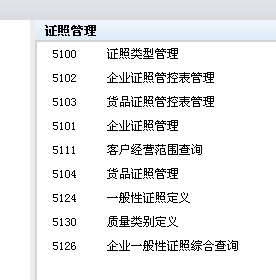 证照管理
5100 证照类型管理
5102 企业证照管控表管理
5103 货品证照管控表管理
5101 企业证照管理
5111 客户经营范围查询
5104 货品证照管理
5124 一般性证照定义
5130 质量类别定义
5126 企业一般性证照综合查询